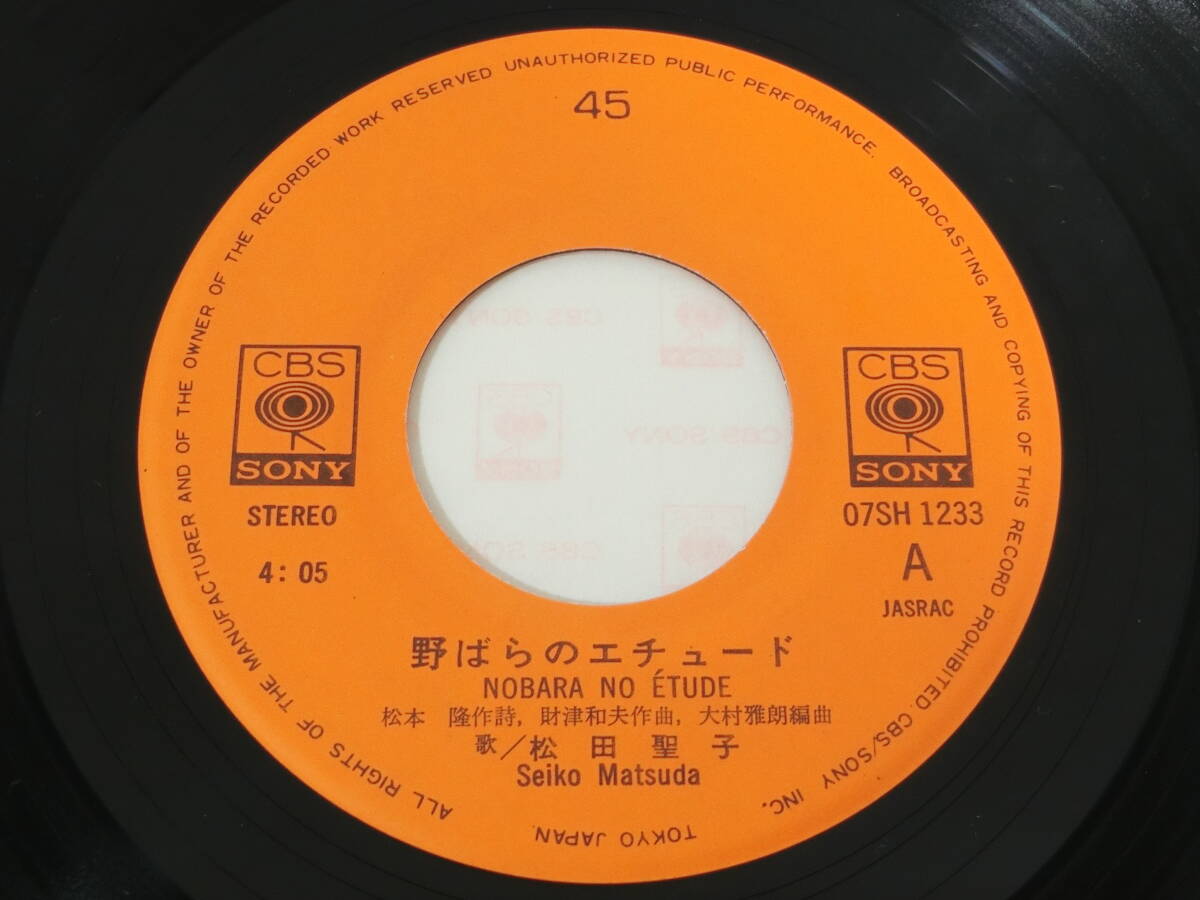 45
ALL RIGHTS OF THE MANUFACTURER AND OF THE OWNER OF THE RECORDED WORK RESERVED UNAUTHORIZED PUBLIC PERFORMANCE. BROADCASTING AND COPYING OF THIS RECORD PROHIBITED. CBS/SONY INC. TOKYO JAPAN.
CBS
SONY
STEREO
4:05
CBS
SONY
07SH 1233
A
JASRAC
野ばらのエチュード
NOBARA NO ÉTUDE
松本 隆作詩, 財津和夫作曲, 大村雅朗編曲
歌/松田聖子
Seiko Matsuda